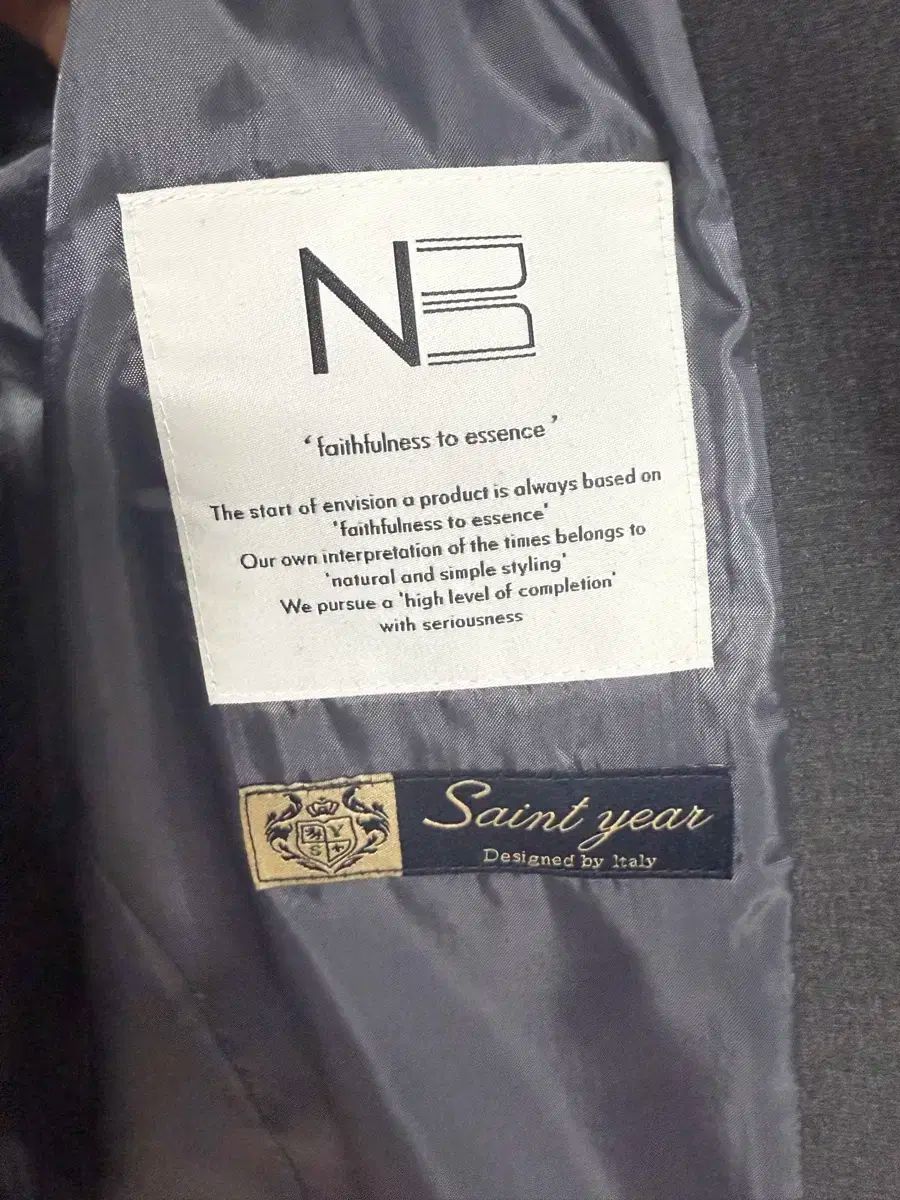 NB
‘faithfulness to essence’
The start of envision a product is always based on
'faithfulness to essence'
Our own interpretation of the times belongs to
'natural and simple styling'
We pursue a 'high level of completion'
with seriousness
Y
S
Saint year
Designed by Italy